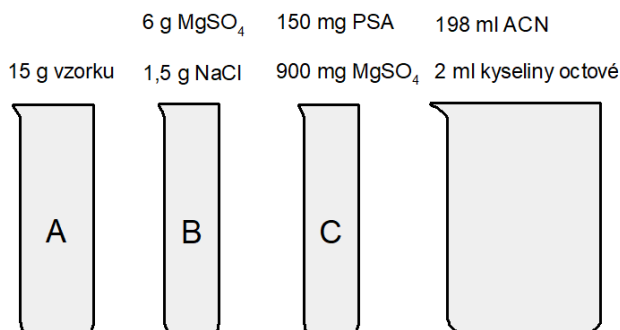 6 g MgSO₄ 150 mg PSA 198 ml ACN
15 g vzorku 1,5 g NaCl 900 mg MgSO₄ 2 ml kyseliny octové
A B C